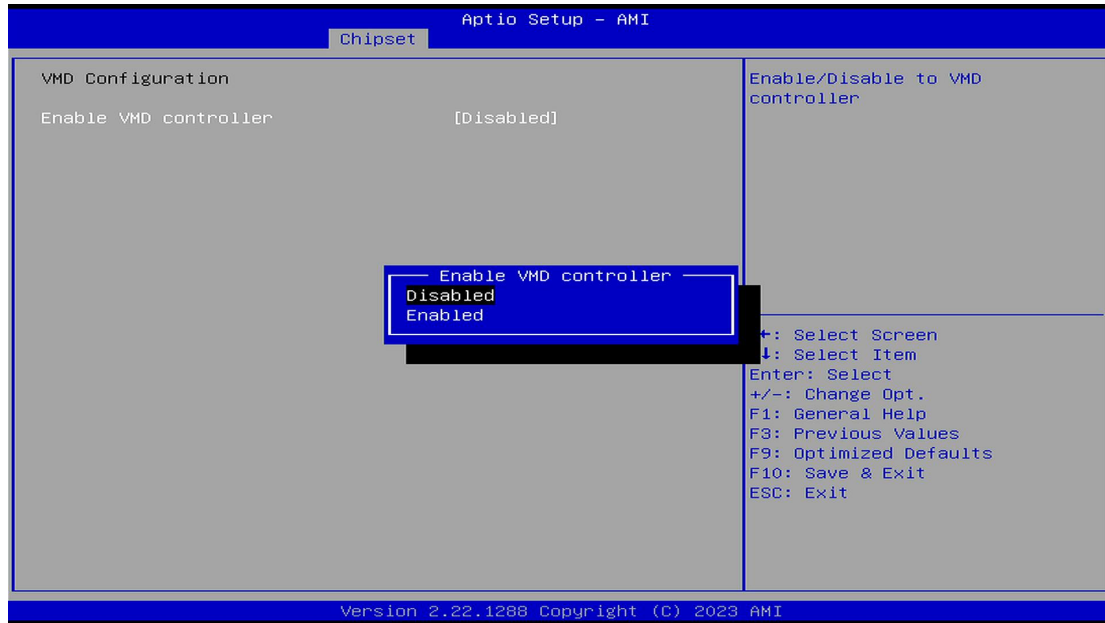 Aptio Setup – AMI
Chipset
VMD Configuration
Enable VMD controller [Disabled]
Enable/Disable to VMD
controller
Enable VMD controller
Disabled
Enabled
←: Select Screen
↓: Select Item
Enter: Select
+/-: Change Opt.
F1: General Help
F3: Previous Values
F9: Optimized Defaults
F10: Save & Exit
ESC: Exit
Version 2.22.1288 Copyright (C) 2023 AMI